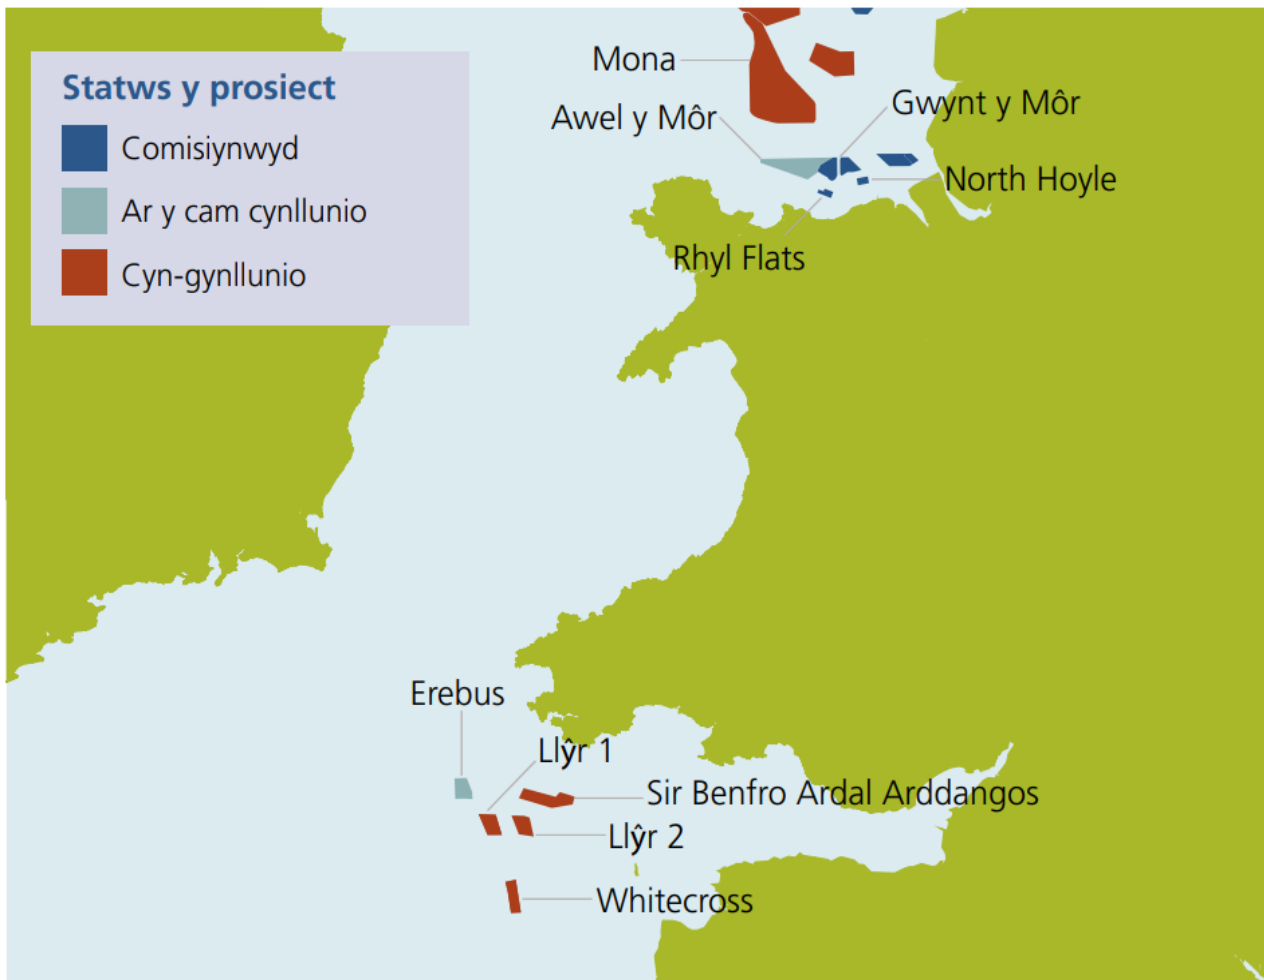 Statws y prosiect
Comisiynwyd
Ar y cam cynllunio
Cyn-gynllunio
Mona
Awel y Môr
Gwynt y Môr
North Hoyle
Rhyl Flats
Erebus
Llŷr 1
Sir Benfro Ardal Arddangos
Llŷr 2
Whitecross